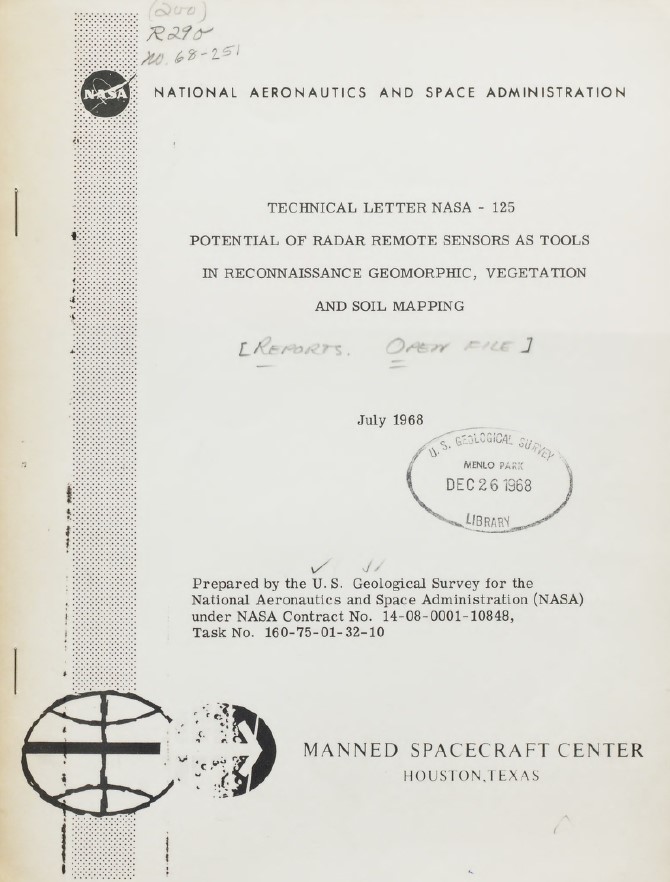 (200)
R290
no. 68-251
NASA
NATIONAL AERONAUTICS AND SPACE ADMINISTRATION
TECHNICAL LETTER NASA - 125
POTENTIAL OF RADAR REMOTE SENSORS AS TOOLS
IN RECONNAISSANCE GEOMORPHIC, VEGETATION
AND SOIL MAPPING
[REPORTS. OPEN FILE]
July 1968
U. S. GEOLOGICAL SURVEY
MENLO PARK
DEC 26 1968
LIBRARY
Prepared by the U. S. Geological Survey for the
National Aeronautics and Space Administration (NASA)
under NASA Contract No. 14-08-0001-10848,
Task No. 160-75-01-32-10
MANNED SPACECRAFT CENTER
HOUSTON, TEXAS